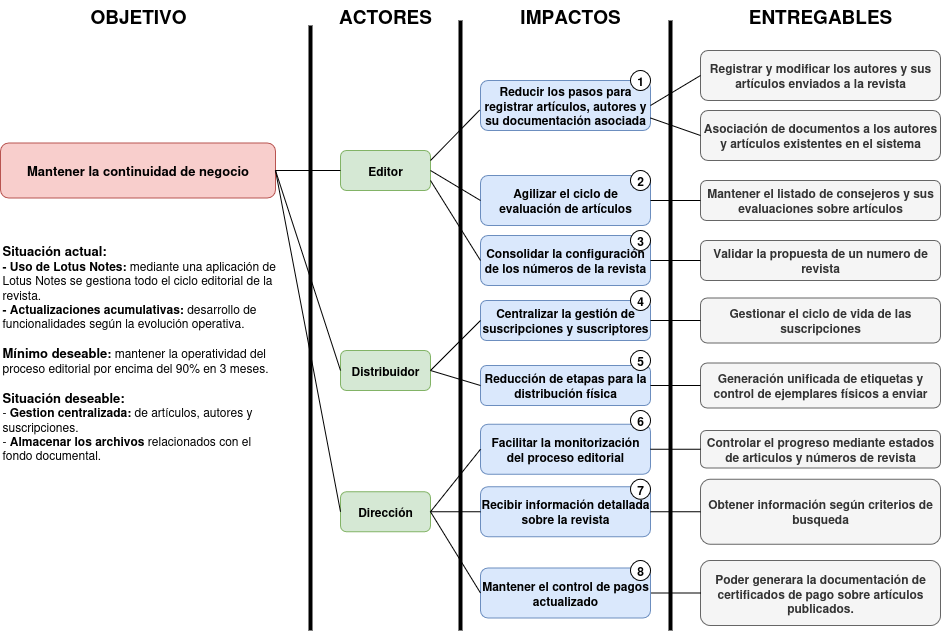 OBJETIVO
ACTORES
IMPACTOS
ENTREGABLES
Mantener la continuidad de negocio
Situación actual:
- Uso de Lotus Notes: mediante una aplicación de
Lotus Notes se gestiona todo el ciclo editorial de la
revista.
- Actualizaciones acumulativas: desarrollo de
funcionalidades según la evolución operativa.
Mínimo deseable: mantener la operatividad del
proceso editorial por encima del 90% en 3 meses.
Situación deseable:
- Gestion centralizada: de artículos, autores y
suscripciones.
- Almacenar los archivos relacionados con el
fondo documental.
Editor
Distribuidor
Dirección
1
Reducir los pasos para
registrar artículos, autores y
su documentación asociada
2
Agilizar el ciclo de
evaluación de artículos
3
Consolidar la configuración
de los números de la revista
4
Centralizar la gestión de
suscripciones y suscriptores
5
Reducción de etapas para la
distribución física
6
Facilitar la monitorización
del proceso editorial
7
Recibir información detallada
sobre la revista
8
Mantener el control de pagos
actualizado
Registrar y modificar los autores y sus
artículos enviados a la revista
Asociación de documentos a los autores
y artículos existentes en el sistema
Mantener el listado de consejeros y sus
evaluaciones sobre artículos
Validar la propuesta de un numero de
revista
Gestionar el ciclo de vida de las
suscripciones
Generación unificada de etiquetas y
control de ejemplares físicos a enviar
Controlar el progreso mediante estados
de articulos y números de revista
Obtener información según criterios de
busqueda
Poder generara la documentación de
certificados de pago sobre artículos
publicados.